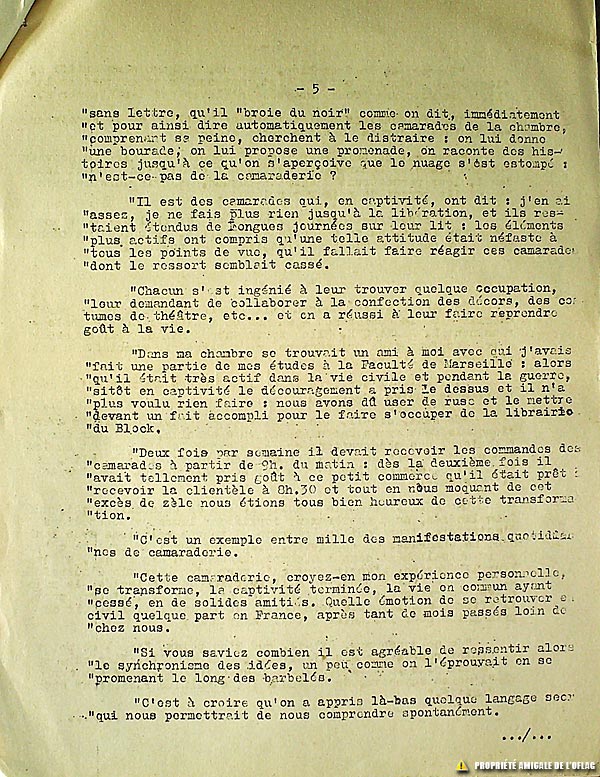 - 5 -
"sans lettre, qu'il "broie du noir" comme on dit, immédiatement
"et pour ainsi dire automatiquement les camarades de la chambre,
"comprenant sa peine, cherchent à le distraire : on lui donne
"une bourade, on lui propose une promenade, on raconte des his-
"toires jusqu'à ce qu'on s'aperçoive que le nuage s'est estompé :
"n'est-ce pas de la camaraderie ?
"Il est des camarades qui, en captivité, ont dit : j'en ai
"assez, je ne fais plus rien jusqu'à la libération, et ils res-
"taient étendus de longues journées sur leur lit : les éléments
"plus actifs ont compris qu'une telle attitude était néfaste à
"tous les points de vue, qu'il fallait faire réagir ces camarades
"dont le ressort semblait cassé.
"Chacun s'est ingénié à leur trouver quelque occupation,
"leur demandant de collaborer à la confection des décors, des cos
"tumes de théâtre, etc... et on a réussi à leur faire reprendre
goût à la vie.
"Dans ma chambre se trouvait un ami à moi avec qui j'avais
"fait une partie de mes études à la Faculté de Marseille : alors
"qu'il était très actif dans la vie civile et pendant la guerre,
"sitôt en captivité le découragement a pris le dessus et il n'a
"plus voulu rien faire : nous avons dû user de ruse et le mettre
"devant un fait accompli pour le faire s'occuper de la librairie
"du Block.
"Deux fois par semaine il devait recevoir les commandes des
"camarades à partir de 9h. du matin : dès la deuxième fois il
"avait tellement pris goût à ce petit commerce qu'il était prêt à
"recevoir la clientèle à 8h.30 et tout en nous moquant de cet
"excès de zèle nous étions tous bien heureux de cette transforma
"tion.
"C'est un exemple entre mille des manifestations quotidien
"nes de camaraderie.
"Cette camaraderie, croyez-en mon expérience personnelle,
"se transforme, la captivité terminée, la vie en commun ayant
"cessé, en de solides amitiés. Quelle émotion de se retrouver e
civil quelque part en France, après tant de mois passés loin de
"chez nous.
"Si vous saviez combien il est agréable de ressentir alors
"le synchronisme des idées, un peu comme on l'éprouvait en se
"promenant le long des barbelés.
"C'est à croire qu'on a appris là-bas quelque langage secr
"qui nous permettrait de nous comprendre spontanément.
.../...
PROPRIÉTÉ AMICALE DE L'OFLAG